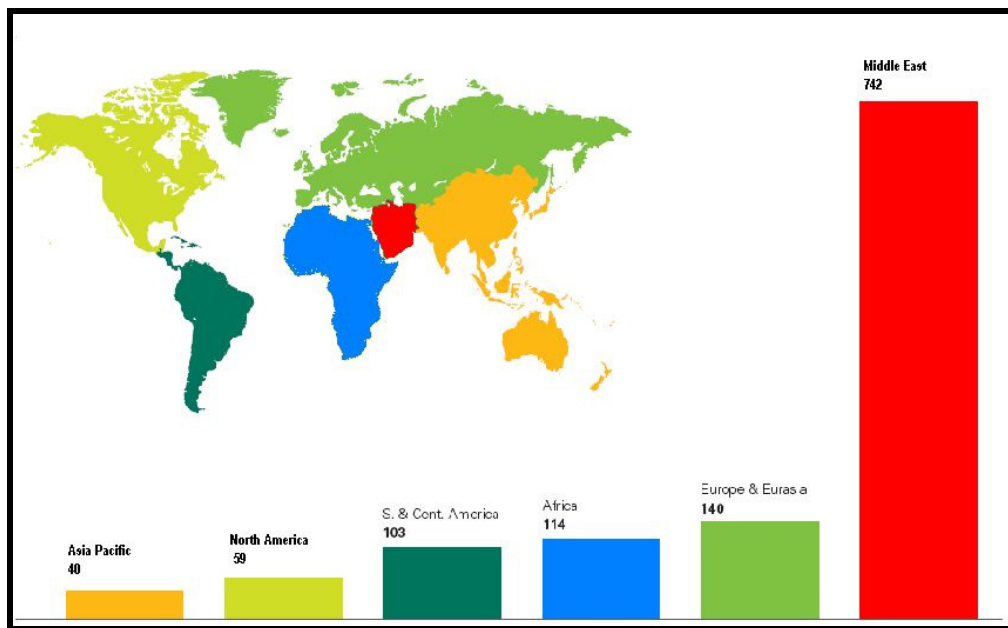 Middle East
742
Europe & Eurasia
140
Africa
114
S. & Cent. America
103
North America
59
Asia Pacific
40